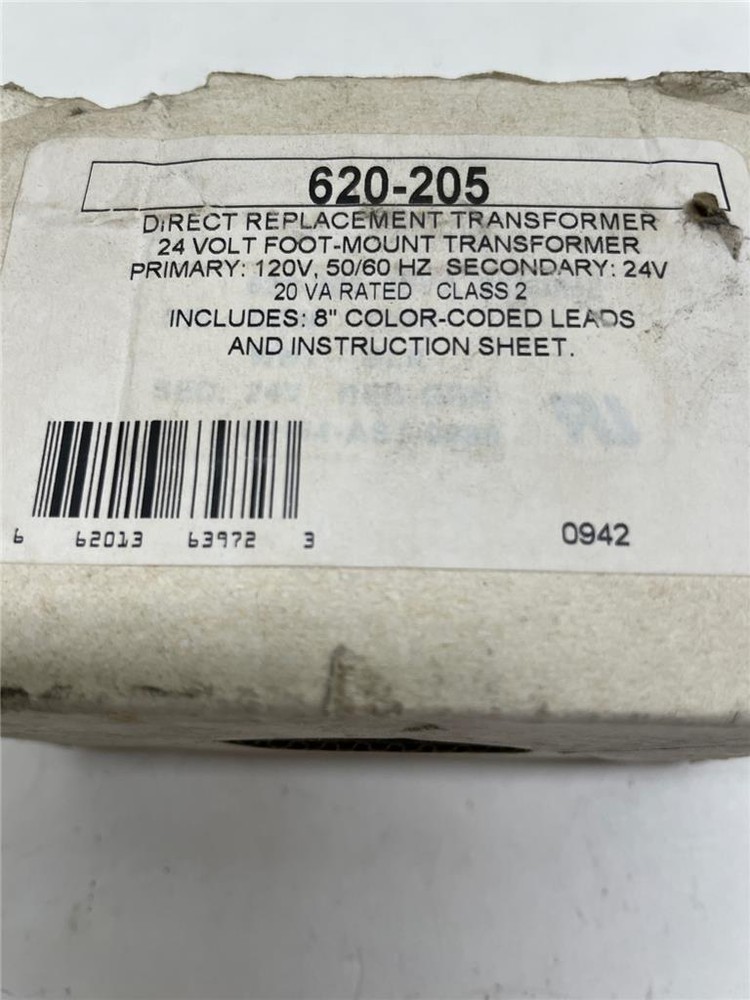 620-205
DIRECT REPLACEMENT TRANSFORMER
24 VOLT FOOT-MOUNT TRANSFORMER
PRIMARY: 120V, 50/60 HZ SECONDARY: 24V
20 VA RATED CLASS 2
INCLUDES: 8" COLOR-CODED LEADS
AND INSTRUCTION SHEET.
6 62013 63972 3
0942